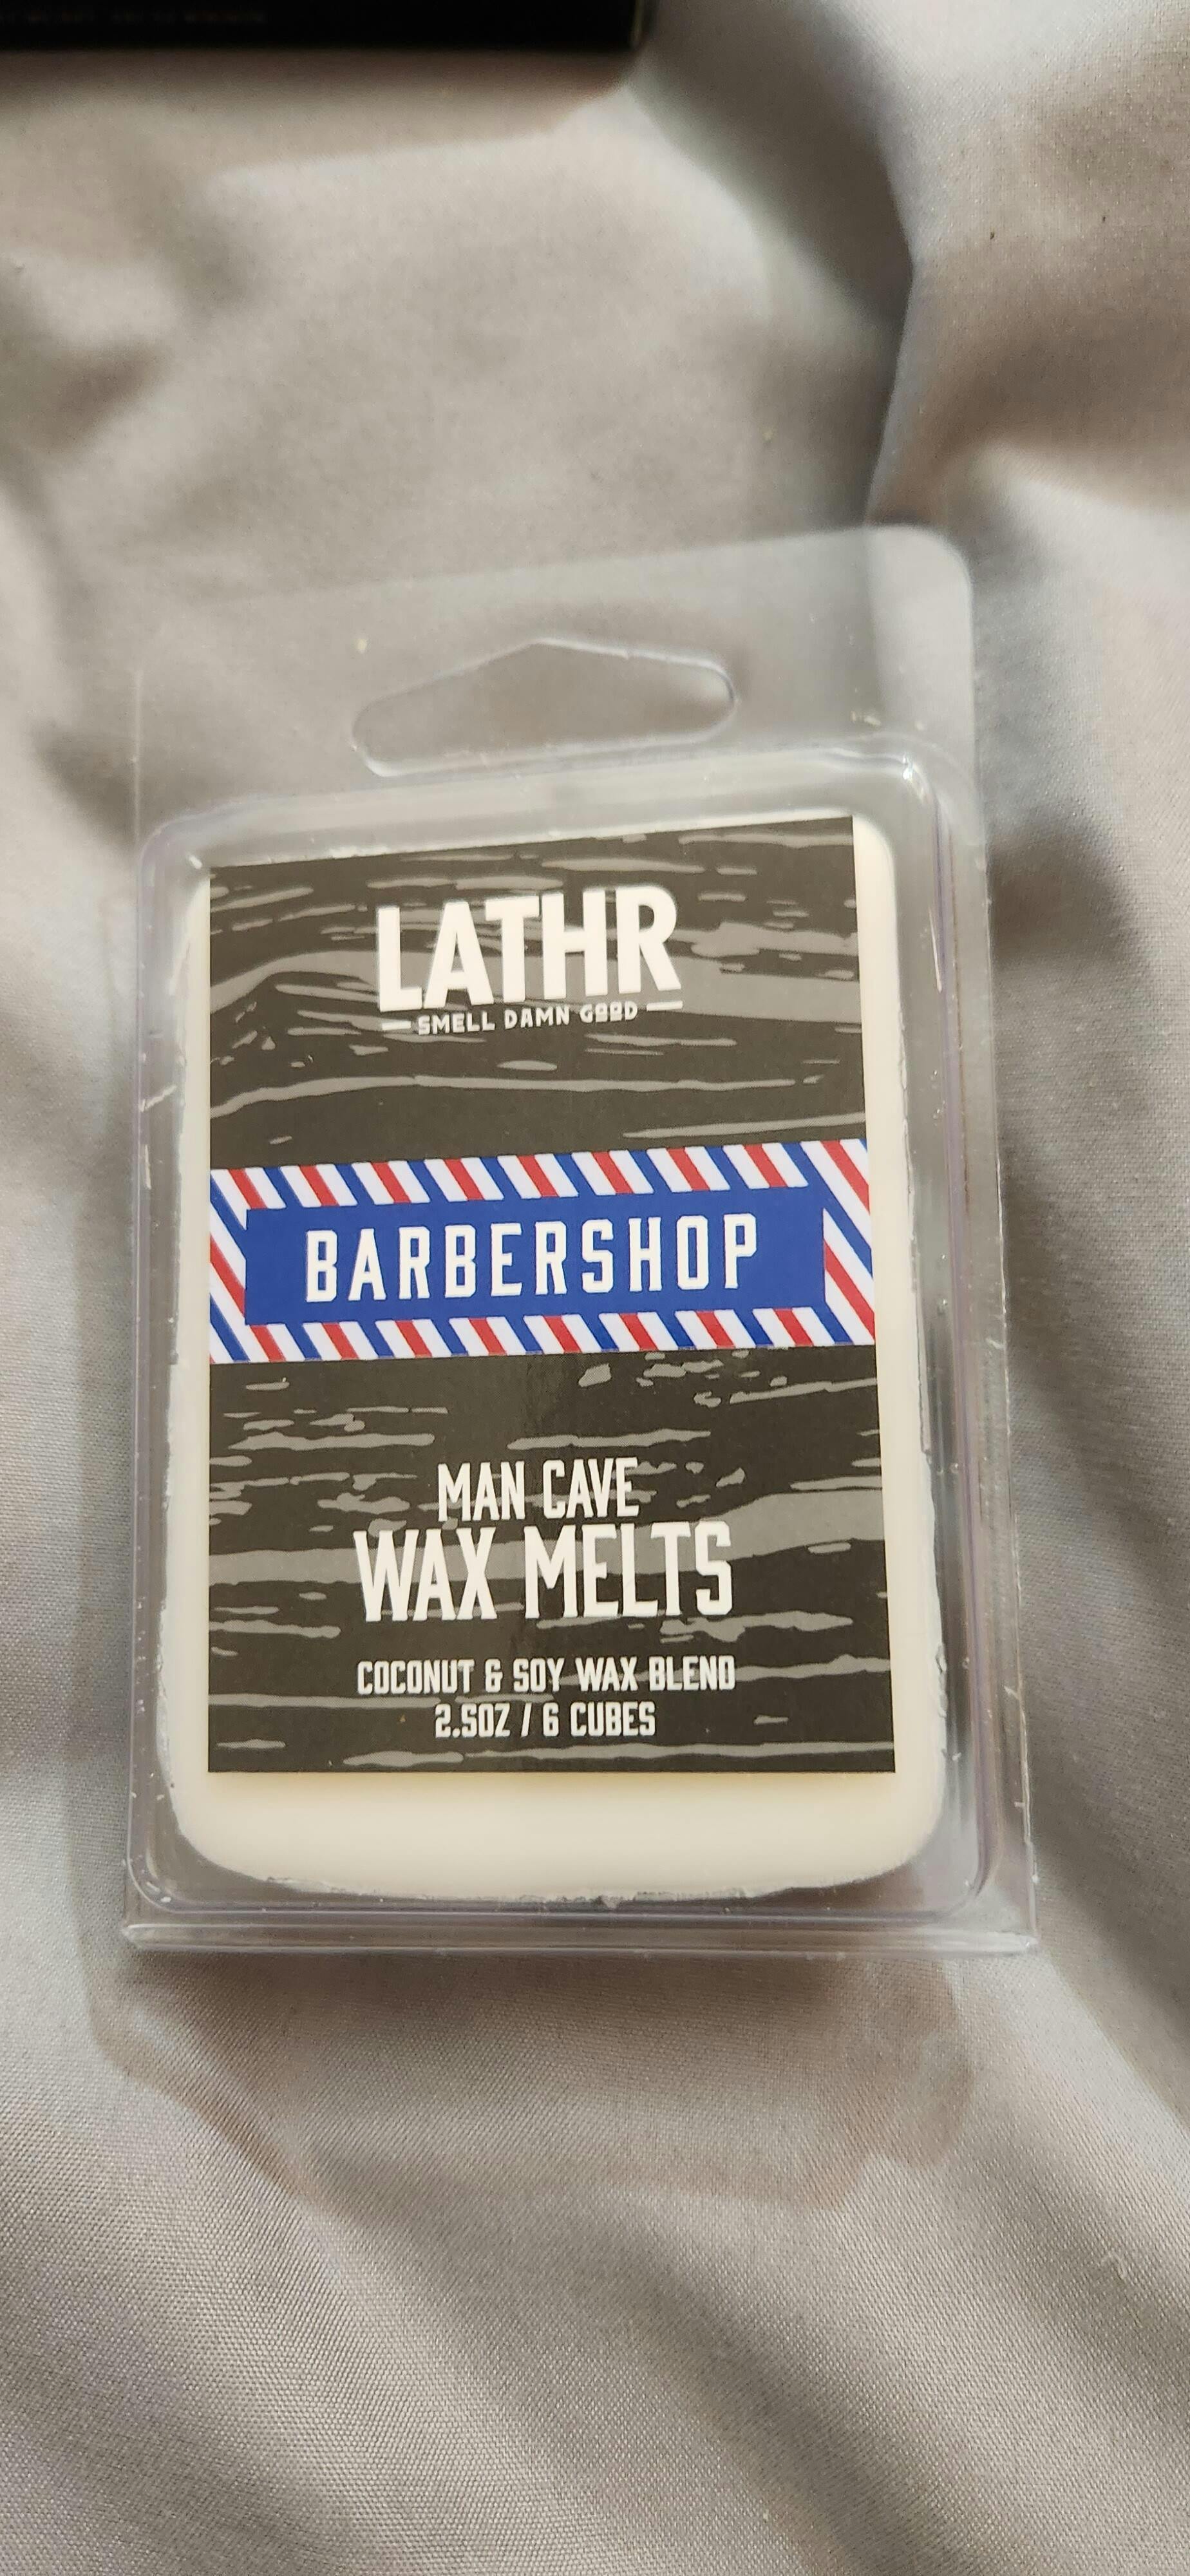 LATHR
SMELL DAMN GOOD
BARBERSHOP
MAN CAVE
WAX MELTS
COCONUT & SOY WAX BLEND
2.5OZ / 6 CUBES